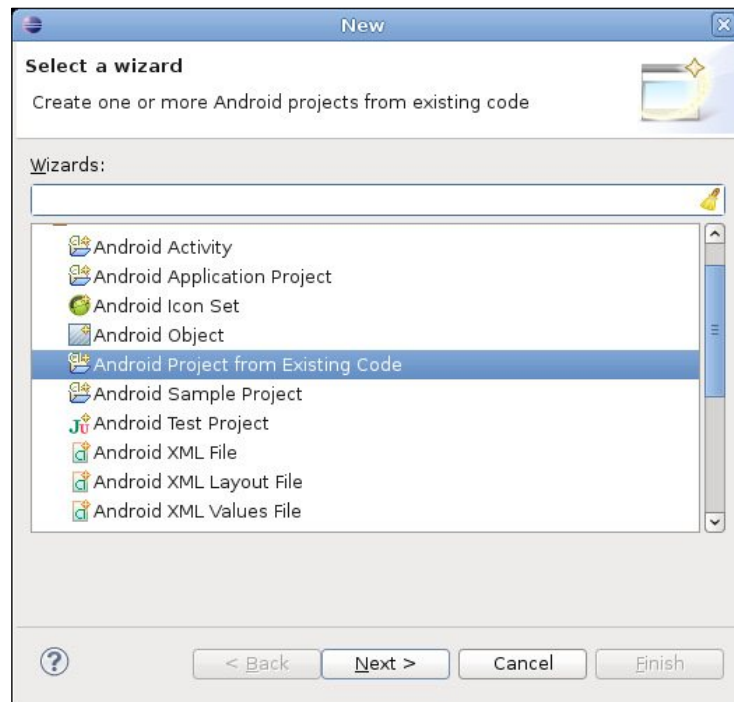 New
Select a wizard
Create one or more Android projects from existing code
Wizards:
Android Activity
Android Application Project
Android Icon Set
Android Object
Android Project from Existing Code
Android Sample Project
Android Test Project
Android XML File
Android XML Layout File
Android XML Values File
? < Back Next > Cancel Finish